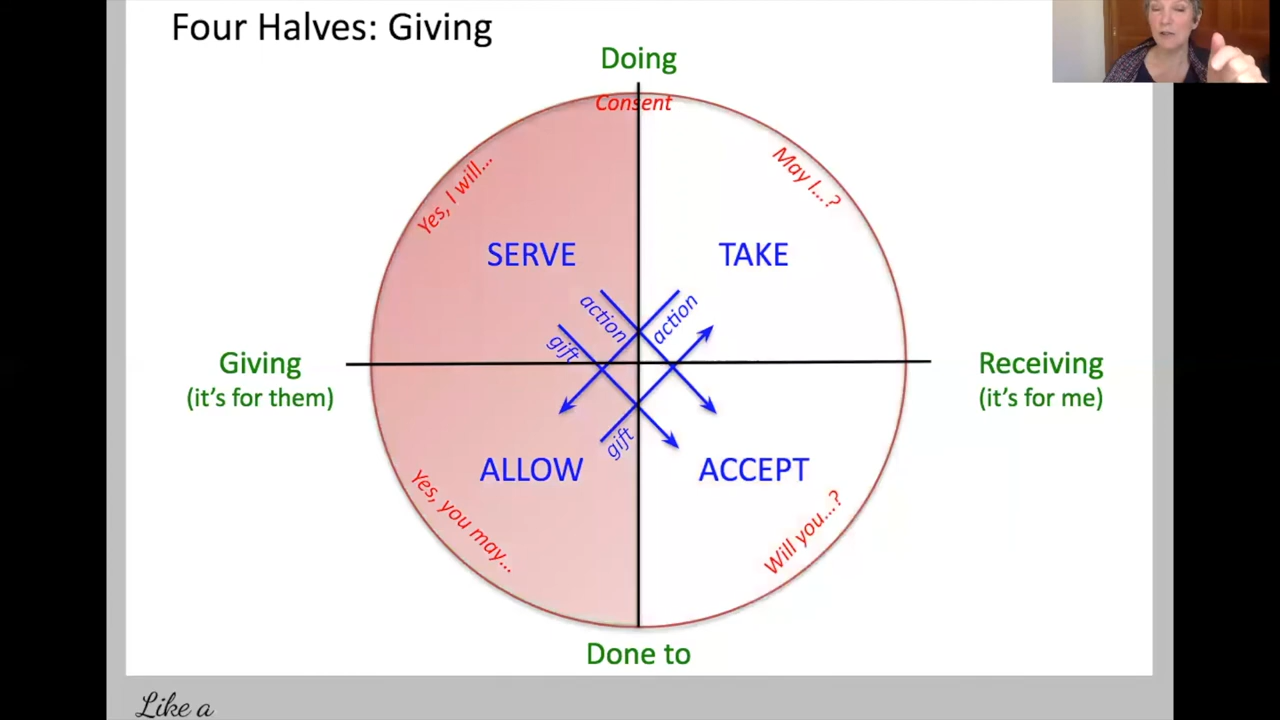 Four Halves: Giving
Doing
Consent
Yes, I will...
May I...?
SERVE
TAKE
action
action
gift
Giving
(it's for them)
Receiving
(it's for me)
gift
ALLOW
ACCEPT
Yes, you may...
Will you...?
Done to
Like a